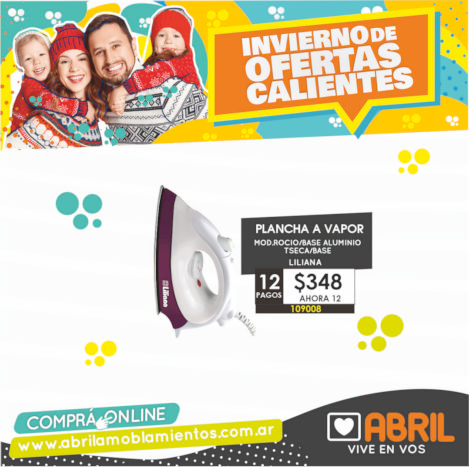 INVIERNO DE
OFERTAS
CALIENTES
PLANCHA A VAPOR
MOD.ROCIO/BASE ALUMINIO
TSECA/BASE
LILIANA
12
PAGOS
$348
AHORA 12
109008
Liliana
COMPRÁ ONLINE
www.abrilamoblamientos.com.ar
ABRIL
VIVE EN VOS